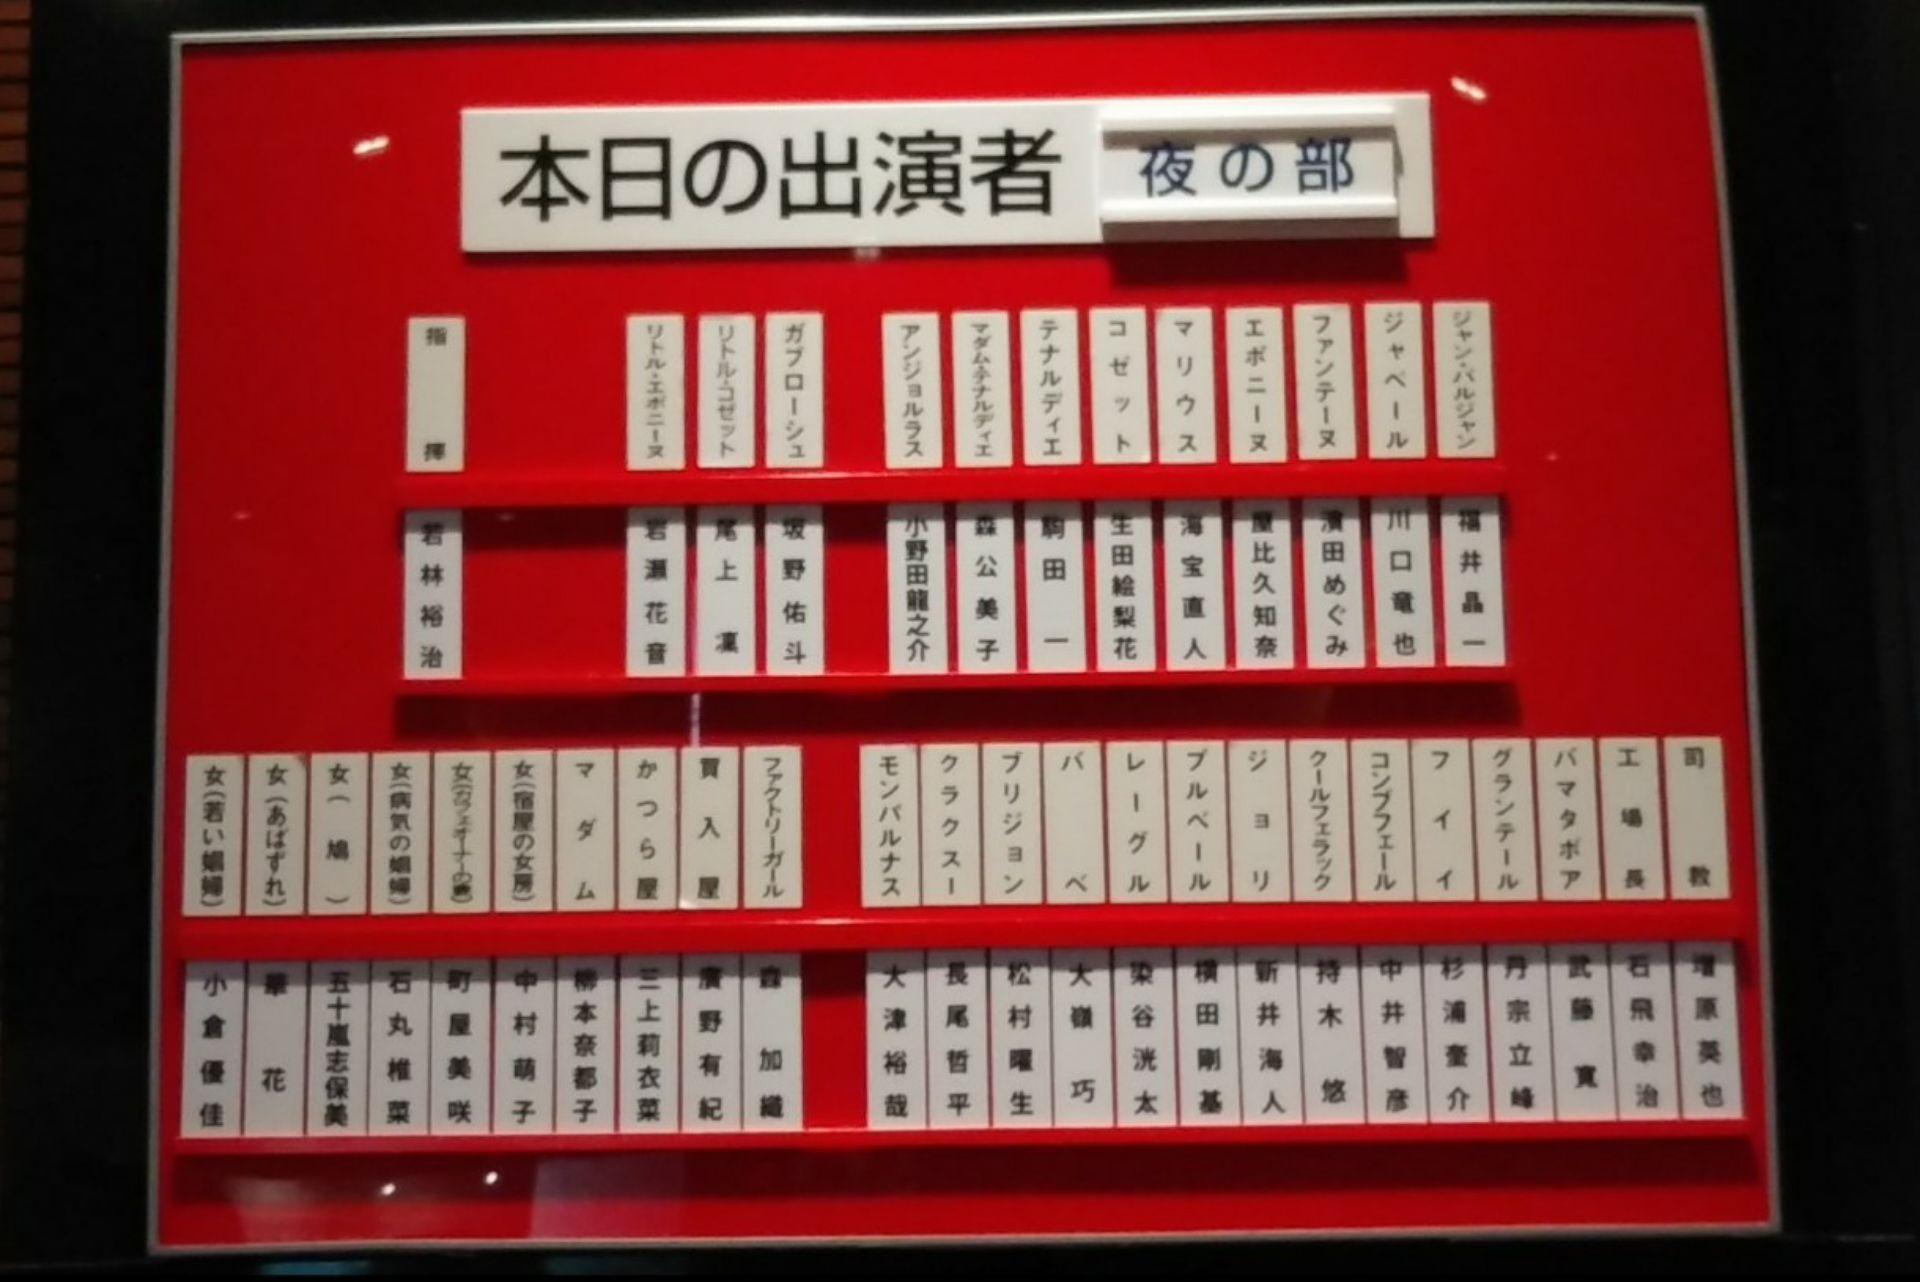 本日の出演者 夜の部
ジャン・バルジャン
ジャベール
ファンテーヌ
エポニーヌ
マリウス
コゼット
テナルディエ
マダム・テナルディエ
アンジョルラス
ガブローシュ
リトル・コゼット
リトル・エポニーヌ
指揮
福井晶一
川口竜也
濱田めぐみ
屋比久知奈
海宝直人
生田絵梨花
駒田一
森公美子
小野田龍之介
坂野佑斗
尾上凜
岩瀬花音
若林裕治
司教
工場長
バマタボア
グランテール
フイイ
コンブフェール
クールフェラック
ジョリ
プルベール
レーグル
バベ
ブリジョン
クラクスー
モンパルナス
ファクトリーガール
買入屋
かつら屋
マダム
女(宿屋の女房)
女(カフェオーナーの妻)
女(病気の娼婦)
女(鳩)
女(あばずれ)
女(若い娼婦)
増原英也
石飛幸治
武藤寛
丹宗立峰
杉浦奎介
中井智彦
持木悠
新井海人
横田剛基
染谷洸太
大嶺巧
松村曜生
長尾哲平
大津裕哉
森加織
廣野有紀
三上莉衣菜
柳本奈都子
中村萌子
町屋美咲
石丸椎菜
五十嵐志保美
華花
小倉優佳